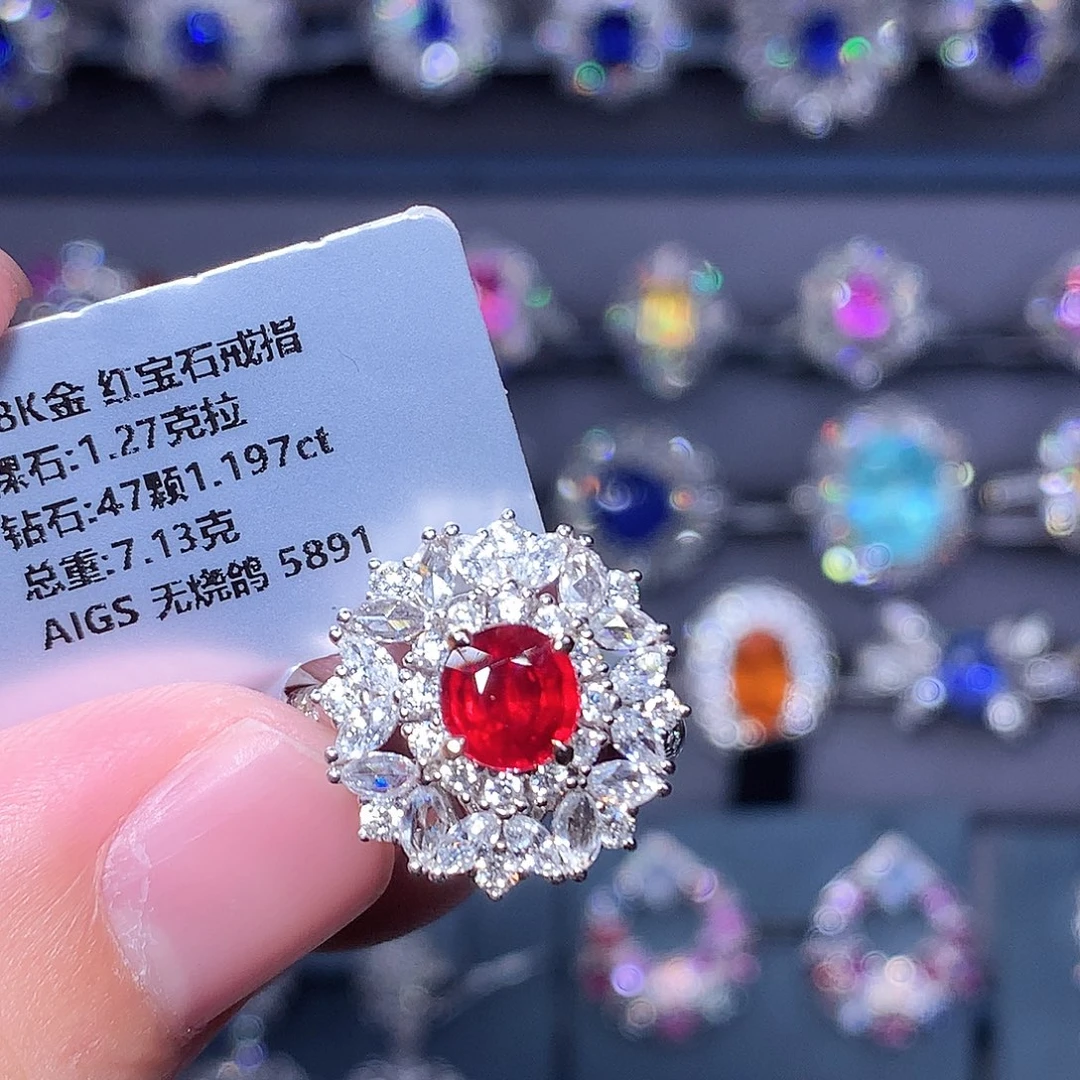 8K金 红宝石戒指
裸石:1.27克拉
钻石:47颗1.197ct
总重:7.13克
AIGS 无烧鸽 5891